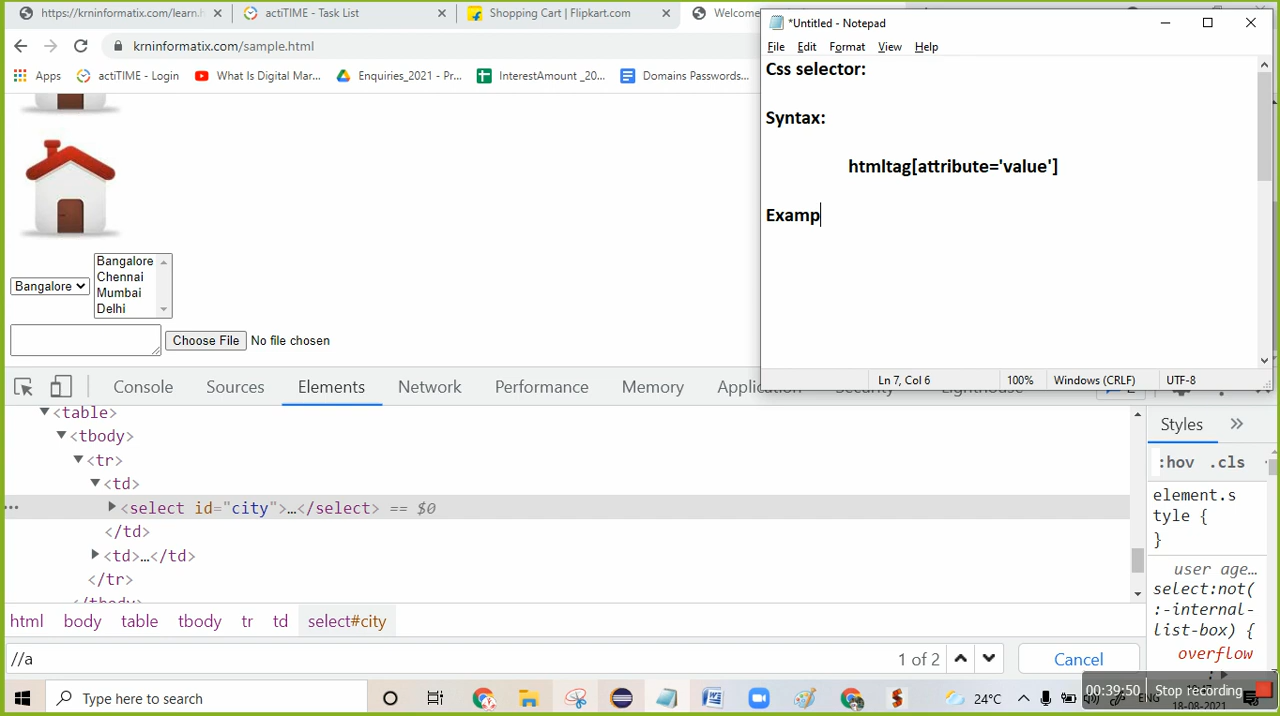 https://krninformatix.com/learn.h
actiTIME - Task List
Shopping Cart | Flipkart.com
Welcome
krninformatix.com/sample.html
Apps
actiTIME - Login
What Is Digital Mar...
Enquiries_2021 - Pr...
InterestAmount _20...
Domains Passwords...
*Untitled - Notepad
File Edit Format View Help
Css selector:
Syntax:
htmltag[attribute='value']
Examp
Ln 7, Col 6
100%
Windows (CRLF)
UTF-8
Bangalore
Bangalore
Chennai
Mumbai
Delhi
Choose File No file chosen
Console Sources Elements Network Performance Memory
<table>
<tbody>
<tr>
<td>
<select id="city">…</select> == $0
</td>
<td>…</td>
</tr>
</tbody>
html body table tbody tr td select#city
//a
1 of 2
Cancel
Styles
:hov .cls
element.s
tyle {
}
user age…
select:not(
:-internal-
list-box) {
overflow
Type here to search
24°C
ENG
18-08-2021
00:39:50 Stop recording